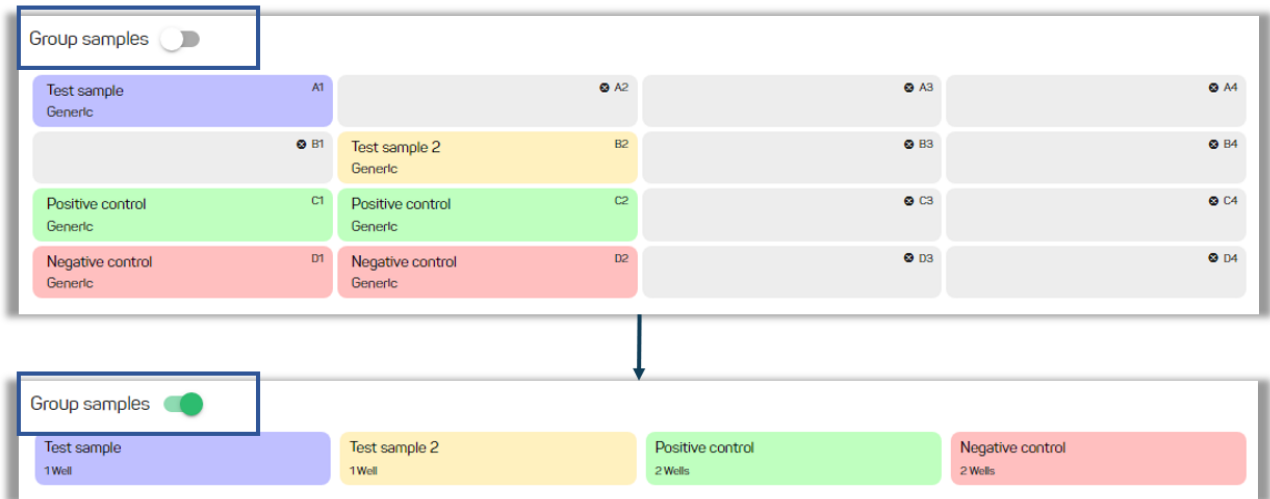 Group samples
Test sample A1
Generic
A2
A3
A4
B1
Test sample 2 B2
Generic
B3
B4
Positive control C1
Generic
Positive control C2
Generic
C3
C4
Negative control D1
Generic
Negative control D2
Generic
D3
D4
Group samples
Test sample
1 Well
Test sample 2
1 Well
Positive control
2 Wells
Negative control
2 Wells